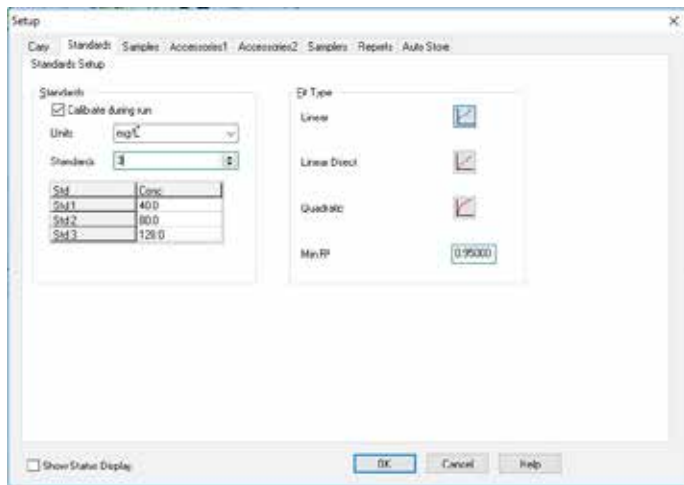 Setup
Cary Standards Samples Accessories1 Accessories2 Samplers Reports Auto Store
Standards Setup
Standards
Calibrate during run
Units mg/L
Standards 3
Std Conc
Std 1 40.0
Std 2 80.0
Std 3 128.0
Fit Type
Linear
Linear Direct
Quadratic
Min R² 0.95000
Show Status Display
OK Cancel Help